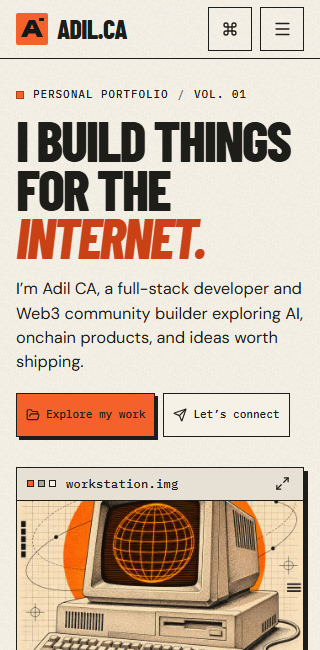 A
ADIL.CA
⌘
PERSONAL PORTFOLIO / VOL. 01
I BUILD THINGS
FOR THE
INTERNET.
I’m Adil CA, a full-stack developer and
Web3 community builder exploring AI,
onchain products, and ideas worth
shipping.
Explore my work
Let’s connect
workstation.img